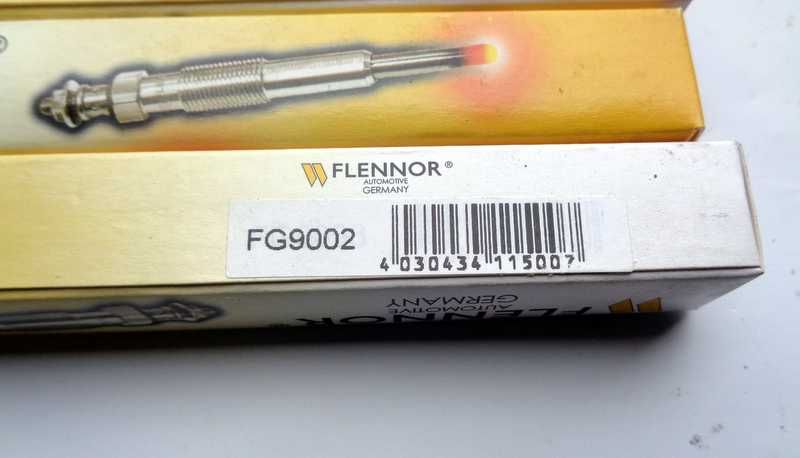 ®
FLENNOR®
AUTOMOTIVE
GERMANY
FG9002
4 030434 115007
FLENNOR
AUTOMOTIVE
GERMANY